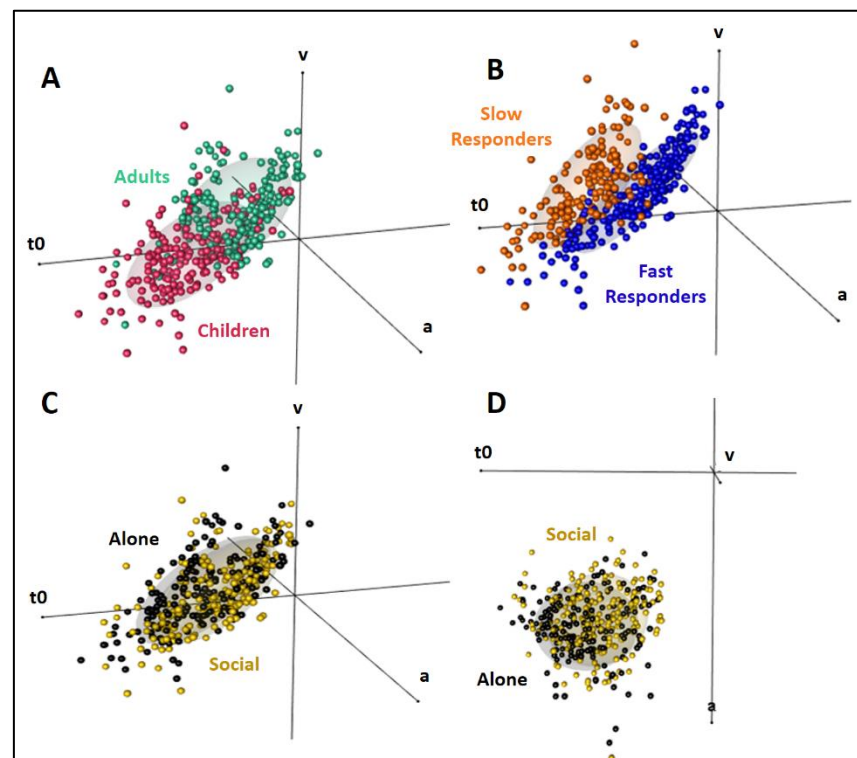 A
v
Adults
t0
Children
a
B
v
Slow
Responders
t0
Fast
Responders
a
C
v
Alone
t0
Social
a
D
t0
v
Social
Alone
a